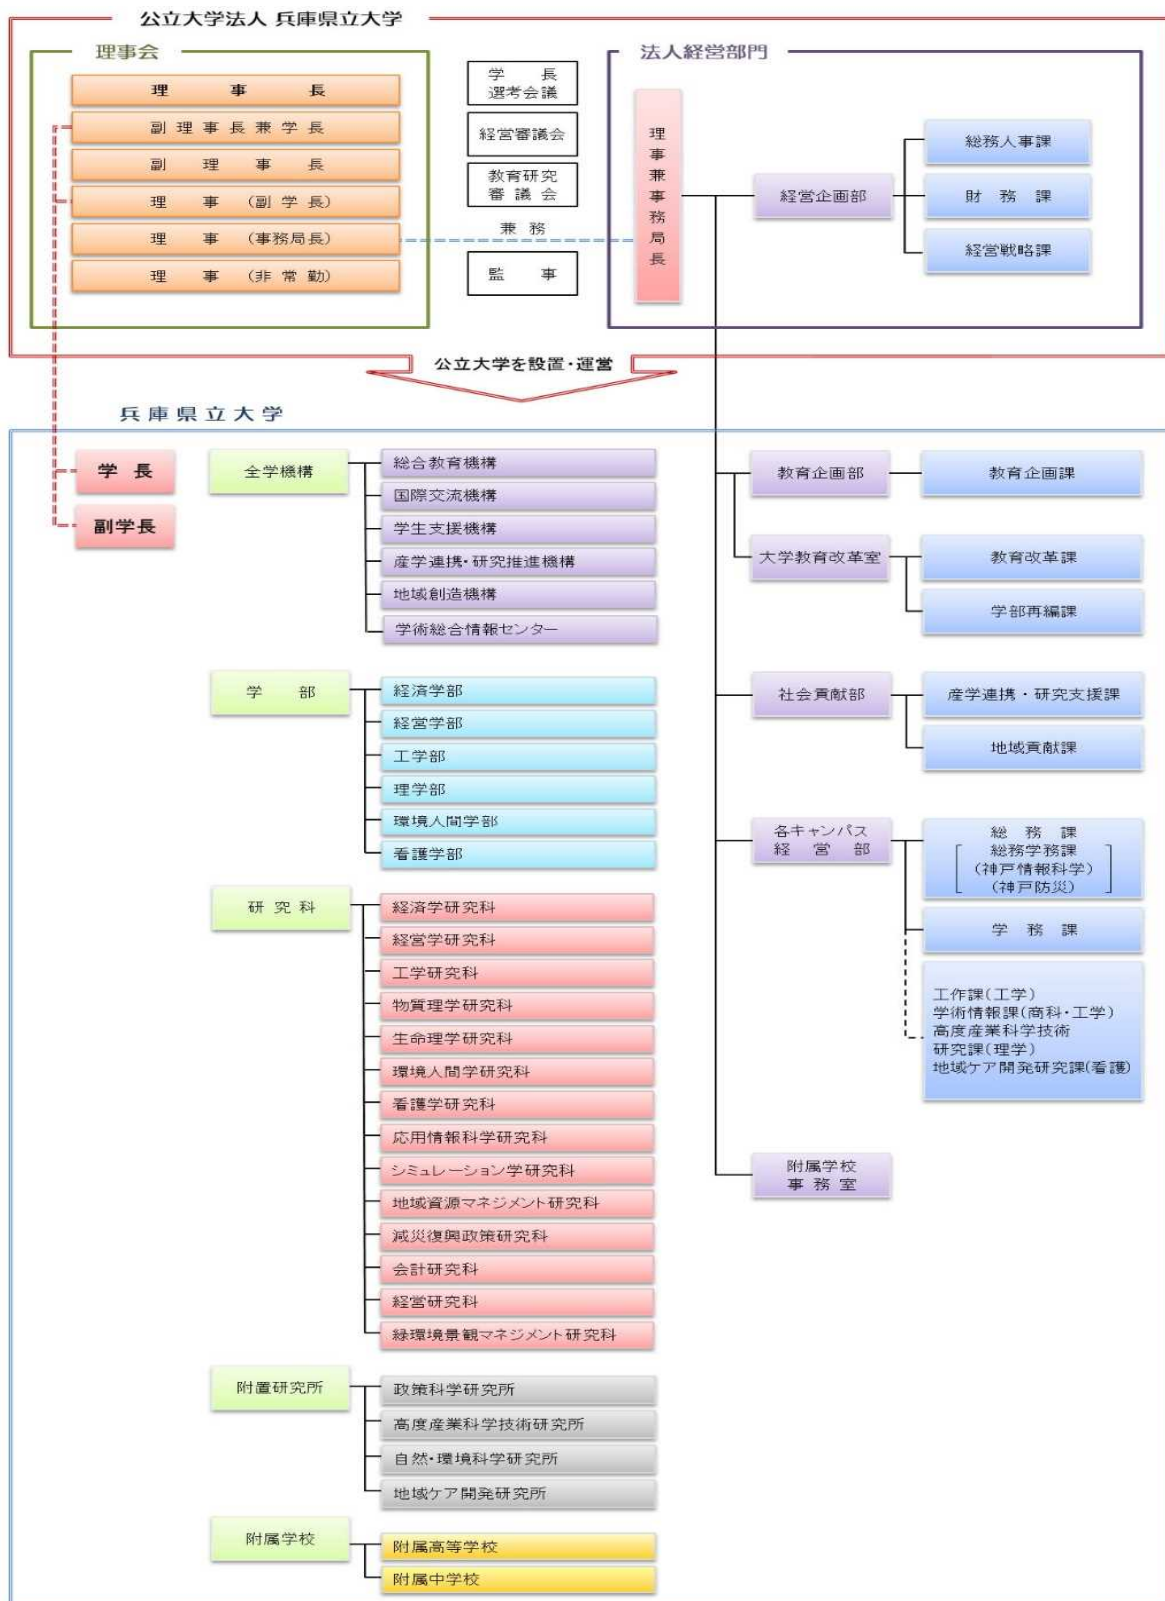 公立大学法人 兵庫県立大学
理事会
理事長
副理事長兼学長
副理事長
理事(副学長)
理事(事務局長)
理事(非常勤)
学長
選考会議
経営審議会
教育研究
審議会
兼務
監事
法人経営部門
理事兼事務局長
経営企画部
総務人事課
財務課
経営戦略課
公立大学を設置・運営
兵庫県立大学
学長
副学長
全学機構
総合教育機構
国際交流機構
学生支援機構
産学連携・研究推進機構
地域創造機構
学術総合情報センター
学部
経済学部
経営学部
工学部
理学部
環境人間学部
看護学部
研究科
経済学研究科
経営学研究科
工学研究科
物質理学研究科
生命理学研究科
環境人間学研究科
看護学研究科
応用情報科学研究科
シミュレーション学研究科
地域資源マネジメント研究科
減災復興政策研究科
会計研究科
経営研究科
緑環境景観マネジメント研究科
附置研究所
政策科学研究所
高度産業科学技術研究所
自然・環境科学研究所
地域ケア開発研究所
附属学校
附属高等学校
附属中学校
教育企画部
教育企画課
大学教育改革室
教育改革課
学部再編課
社会貢献部
産学連携・研究支援課
地域貢献課
各キャンパス
経営部
総務課
総務学務課
(神戸情報科学)
(神戸防災)
学務課
工作課(工学)
学術情報課(商科・工学)
高度産業科学技術
研究課(理学)
地域ケア開発研究課(看護)
附属学校
事務室